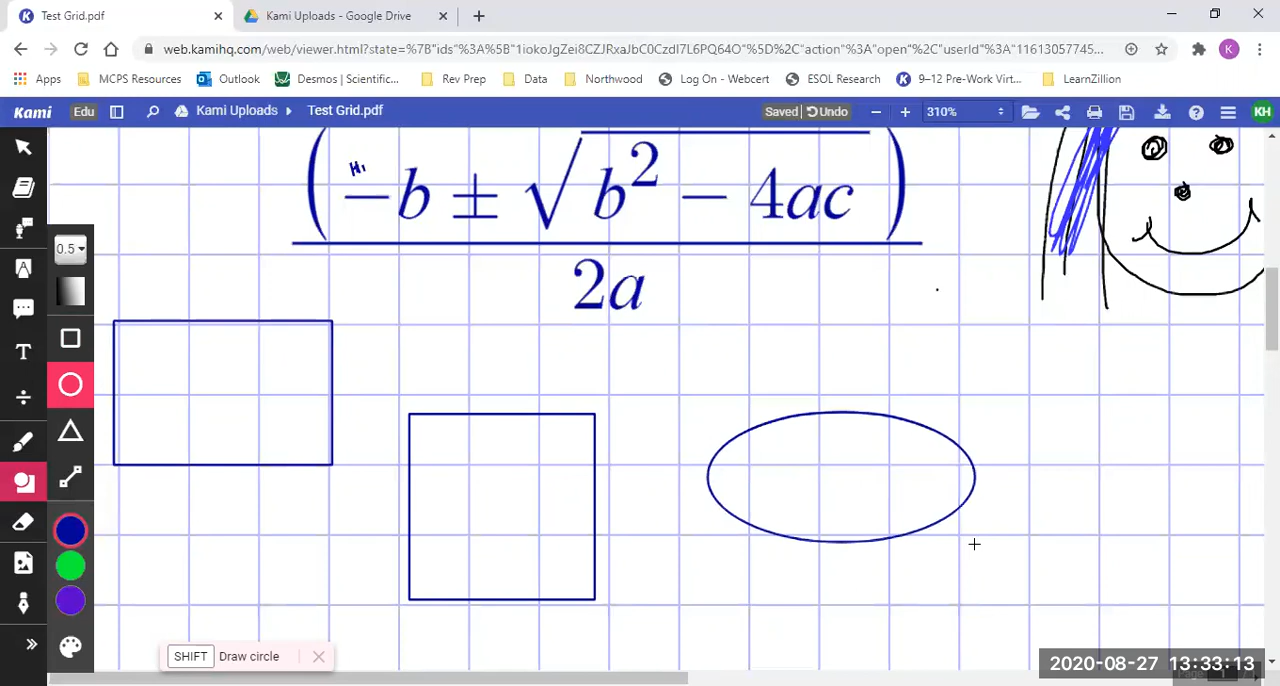 Test Grid.pdf
Kami Uploads - Google Drive
web.kamihq.com/web/viewer.html?state=%7B"ids"%3A%5B"1iokoJgZei8CZJRxaJbC0CzdI7L6PQ64O"%5D%2C"action"%3A"open"%2C"userId"%3A"11613057745...
K
Apps MCPS Resources Outlook Desmos | Scientific... Rev Prep Data Northwood Log On - Webcert ESOL Research 9–12 Pre-Work Virt... LearnZillion
Kami Edu Kami Uploads Test Grid.pdf Saved Undo 310% KH
Hi
(−b ± √b² − 4ac)
2a
0.5
T
SHIFT Draw circle
2020-08-27 13:33:13